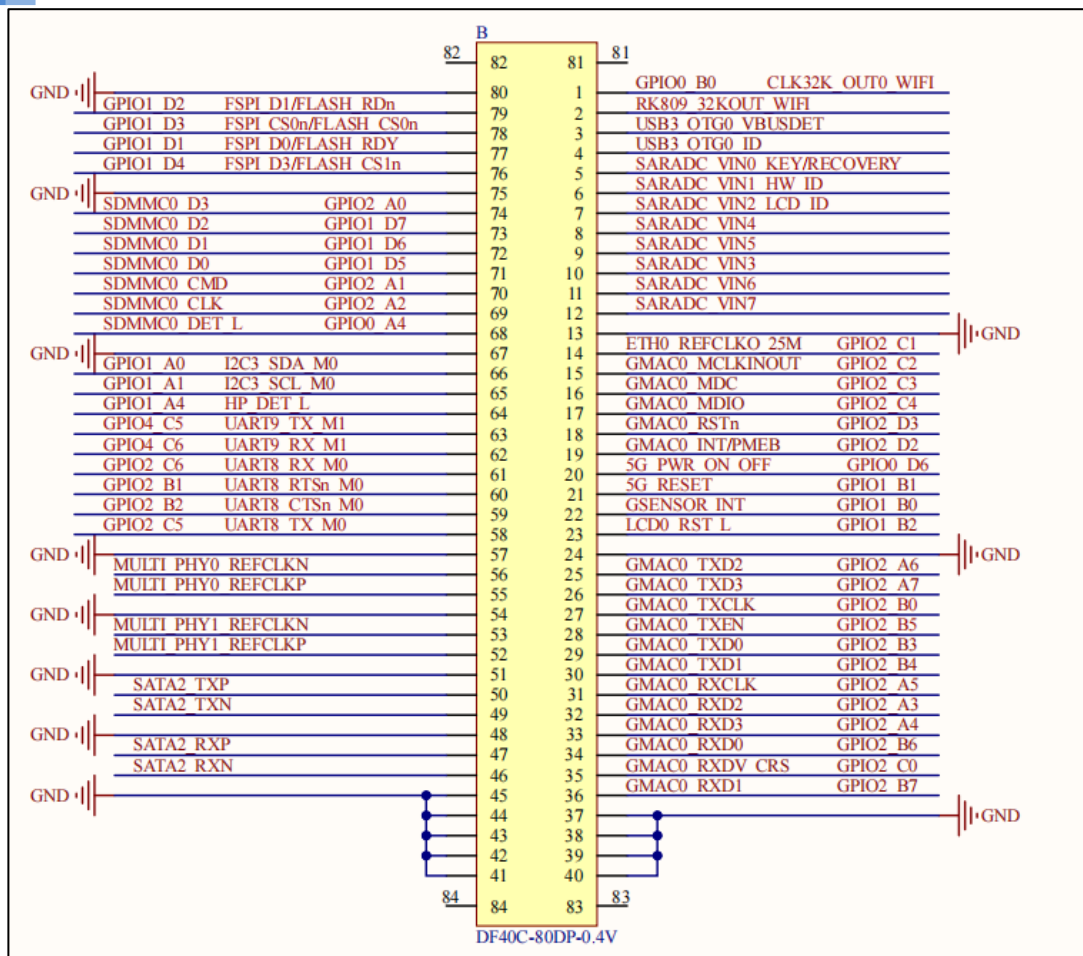 B
82 82 81 81
GPIO0_B0 CLK32K_OUT0_WIFI
GND 80 1
GPIO1_D2 FSPI_D1/FLASH_RDn 79 2 RK809_32KOUT_WIFI
GPIO1_D3 FSPI_CS0n/FLASH_CS0n 78 3 USB3_OTG0_VBUSDET
GPIO1_D1 FSPI_D0/FLASH_RDY 77 4 USB3_OTG0_ID
GPIO1_D4 FSPI_D3/FLASH_CS1n 76 5 SARADC_VIN0_KEY/RECOVERY
GND 75 6 SARADC_VIN1_HW_ID
SDMMC0_D3 GPIO2_A0 74 7 SARADC_VIN2_LCD_ID
SDMMC0_D2 GPIO1_D7 73 8 SARADC_VIN4
SDMMC0_D1 GPIO1_D6 72 9 SARADC_VIN5
SDMMC0_D0 GPIO1_D5 71 10 SARADC_VIN3
SDMMC0_CMD GPIO2_A1 70 11 SARADC_VIN6
SDMMC0_CLK GPIO2_A2 69 12 SARADC_VIN7
SDMMC0_DET_L GPIO0_A4 68 13 GND
GND 67 14 ETH0_REFCLKO_25M GPIO2_C1
GPIO1_A0 I2C3_SDA_M0 66 15 GMAC0_MCLKINOUT GPIO2_C2
GPIO1_A1 I2C3_SCL_M0 65 16 GMAC0_MDC GPIO2_C3
GPIO1_A4 HP_DET_L 64 17 GMAC0_MDIO GPIO2_C4
GPIO4_C5 UART9_TX_M1 63 18 GMAC0_RSTn GPIO2_D3
GPIO4_C6 UART9_RX_M1 62 19 GMAC0_INT/PMEB GPIO2_D2
GPIO2_C6 UART8_RX_M0 61 20 5G_PWR_ON_OFF GPIO0_D6
GPIO2_B1 UART8_RTSn_M0 60 21 5G_RESET GPIO1_B1
GPIO2_B2 UART8_CTSn_M0 59 22 GSENSOR_INT GPIO1_B0
GPIO2_C5 UART8_TX_M0 58 23 LCD0_RST_L GPIO1_B2
GND 57 24 GND
MULTI_PHY0_REFCLKN 56 25 GMAC0_TXD2 GPIO2_A6
MULTI_PHY0_REFCLKP 55 26 GMAC0_TXD3 GPIO2_A7
GND 54 27 GMAC0_TXCLK GPIO2_B0
MULTI_PHY1_REFCLKN 53 28 GMAC0_TXEN GPIO2_B5
MULTI_PHY1_REFCLKP 52 29 GMAC0_TXD0 GPIO2_B3
GND 51 30 GMAC0_TXD1 GPIO2_B4
SATA2_TXP 50 31 GMAC0_RXCLK GPIO2_A5
SATA2_TXN 49 32 GMAC0_RXD2 GPIO2_A3
GND 48 33 GMAC0_RXD3 GPIO2_A4
SATA2_RXP 47 34 GMAC0_RXD0 GPIO2_B6
SATA2_RXN 46 35 GMAC0_RXDV_CRS GPIO2_C0
GND 45 36 GMAC0_RXD1 GPIO2_B7
44 37 GND
43 38
42 39
41 40
84 84 83 83
DF40C-80DP-0.4V